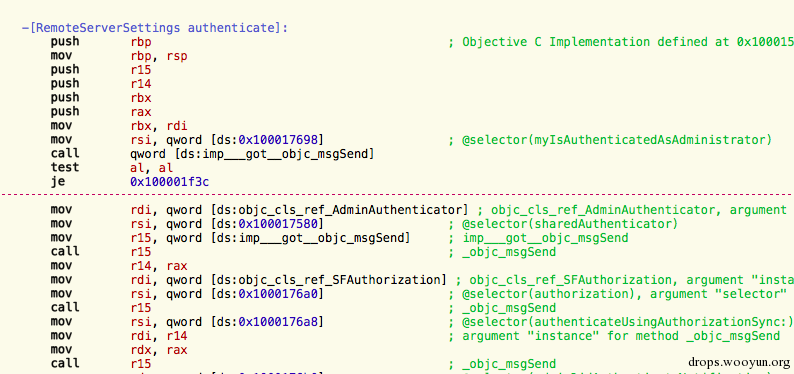 -[RemoteServerSettings authenticate]:
push rbp ; Objective C Implementation defined at 0x100015
mov rbp, rsp
push r15
push r14
push rbx
push rax
mov rbx, rdi
mov rsi, qword [ds:0x100017698] ; @selector(myIsAuthenticatedAsAdministrator)
call qword [ds:imp___got__objc_msgSend]
test al, al
je 0x100001f3c
mov rdi, qword [ds:objc_cls_ref_AdminAuthenticator] ; objc_cls_ref_AdminAuthenticator, argument
mov rsi, qword [ds:0x100017580] ; @selector(sharedAuthenticator)
mov r15, qword [ds:imp___got__objc_msgSend] ; imp___got__objc_msgSend
call r15 ; _objc_msgSend
mov r14, rax
mov rdi, qword [ds:objc_cls_ref_SFAuthorization] ; objc_cls_ref_SFAuthorization, argument "insta
mov rsi, qword [ds:0x1000176a0] ; @selector(authorization), argument "selector"
call r15 ; _objc_msgSend
mov rsi, qword [ds:0x1000176a8] ; @selector(authenticateUsingAuthorizationSync:)
mov rdi, r14 ; argument "instance" for method _objc_msgSend
mov rdx, rax
call r15 ; _objc_msgSend
drops.wooyun.org